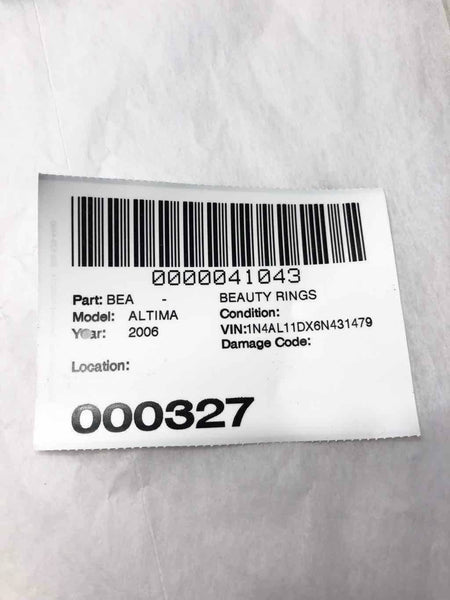 0000041043
Part: BEA - BEAUTY RINGS
Model: ALTIMA Condition:
Year: 2006 VIN:1N4AL11DX6N431479
Damage Code:
Location:
000327